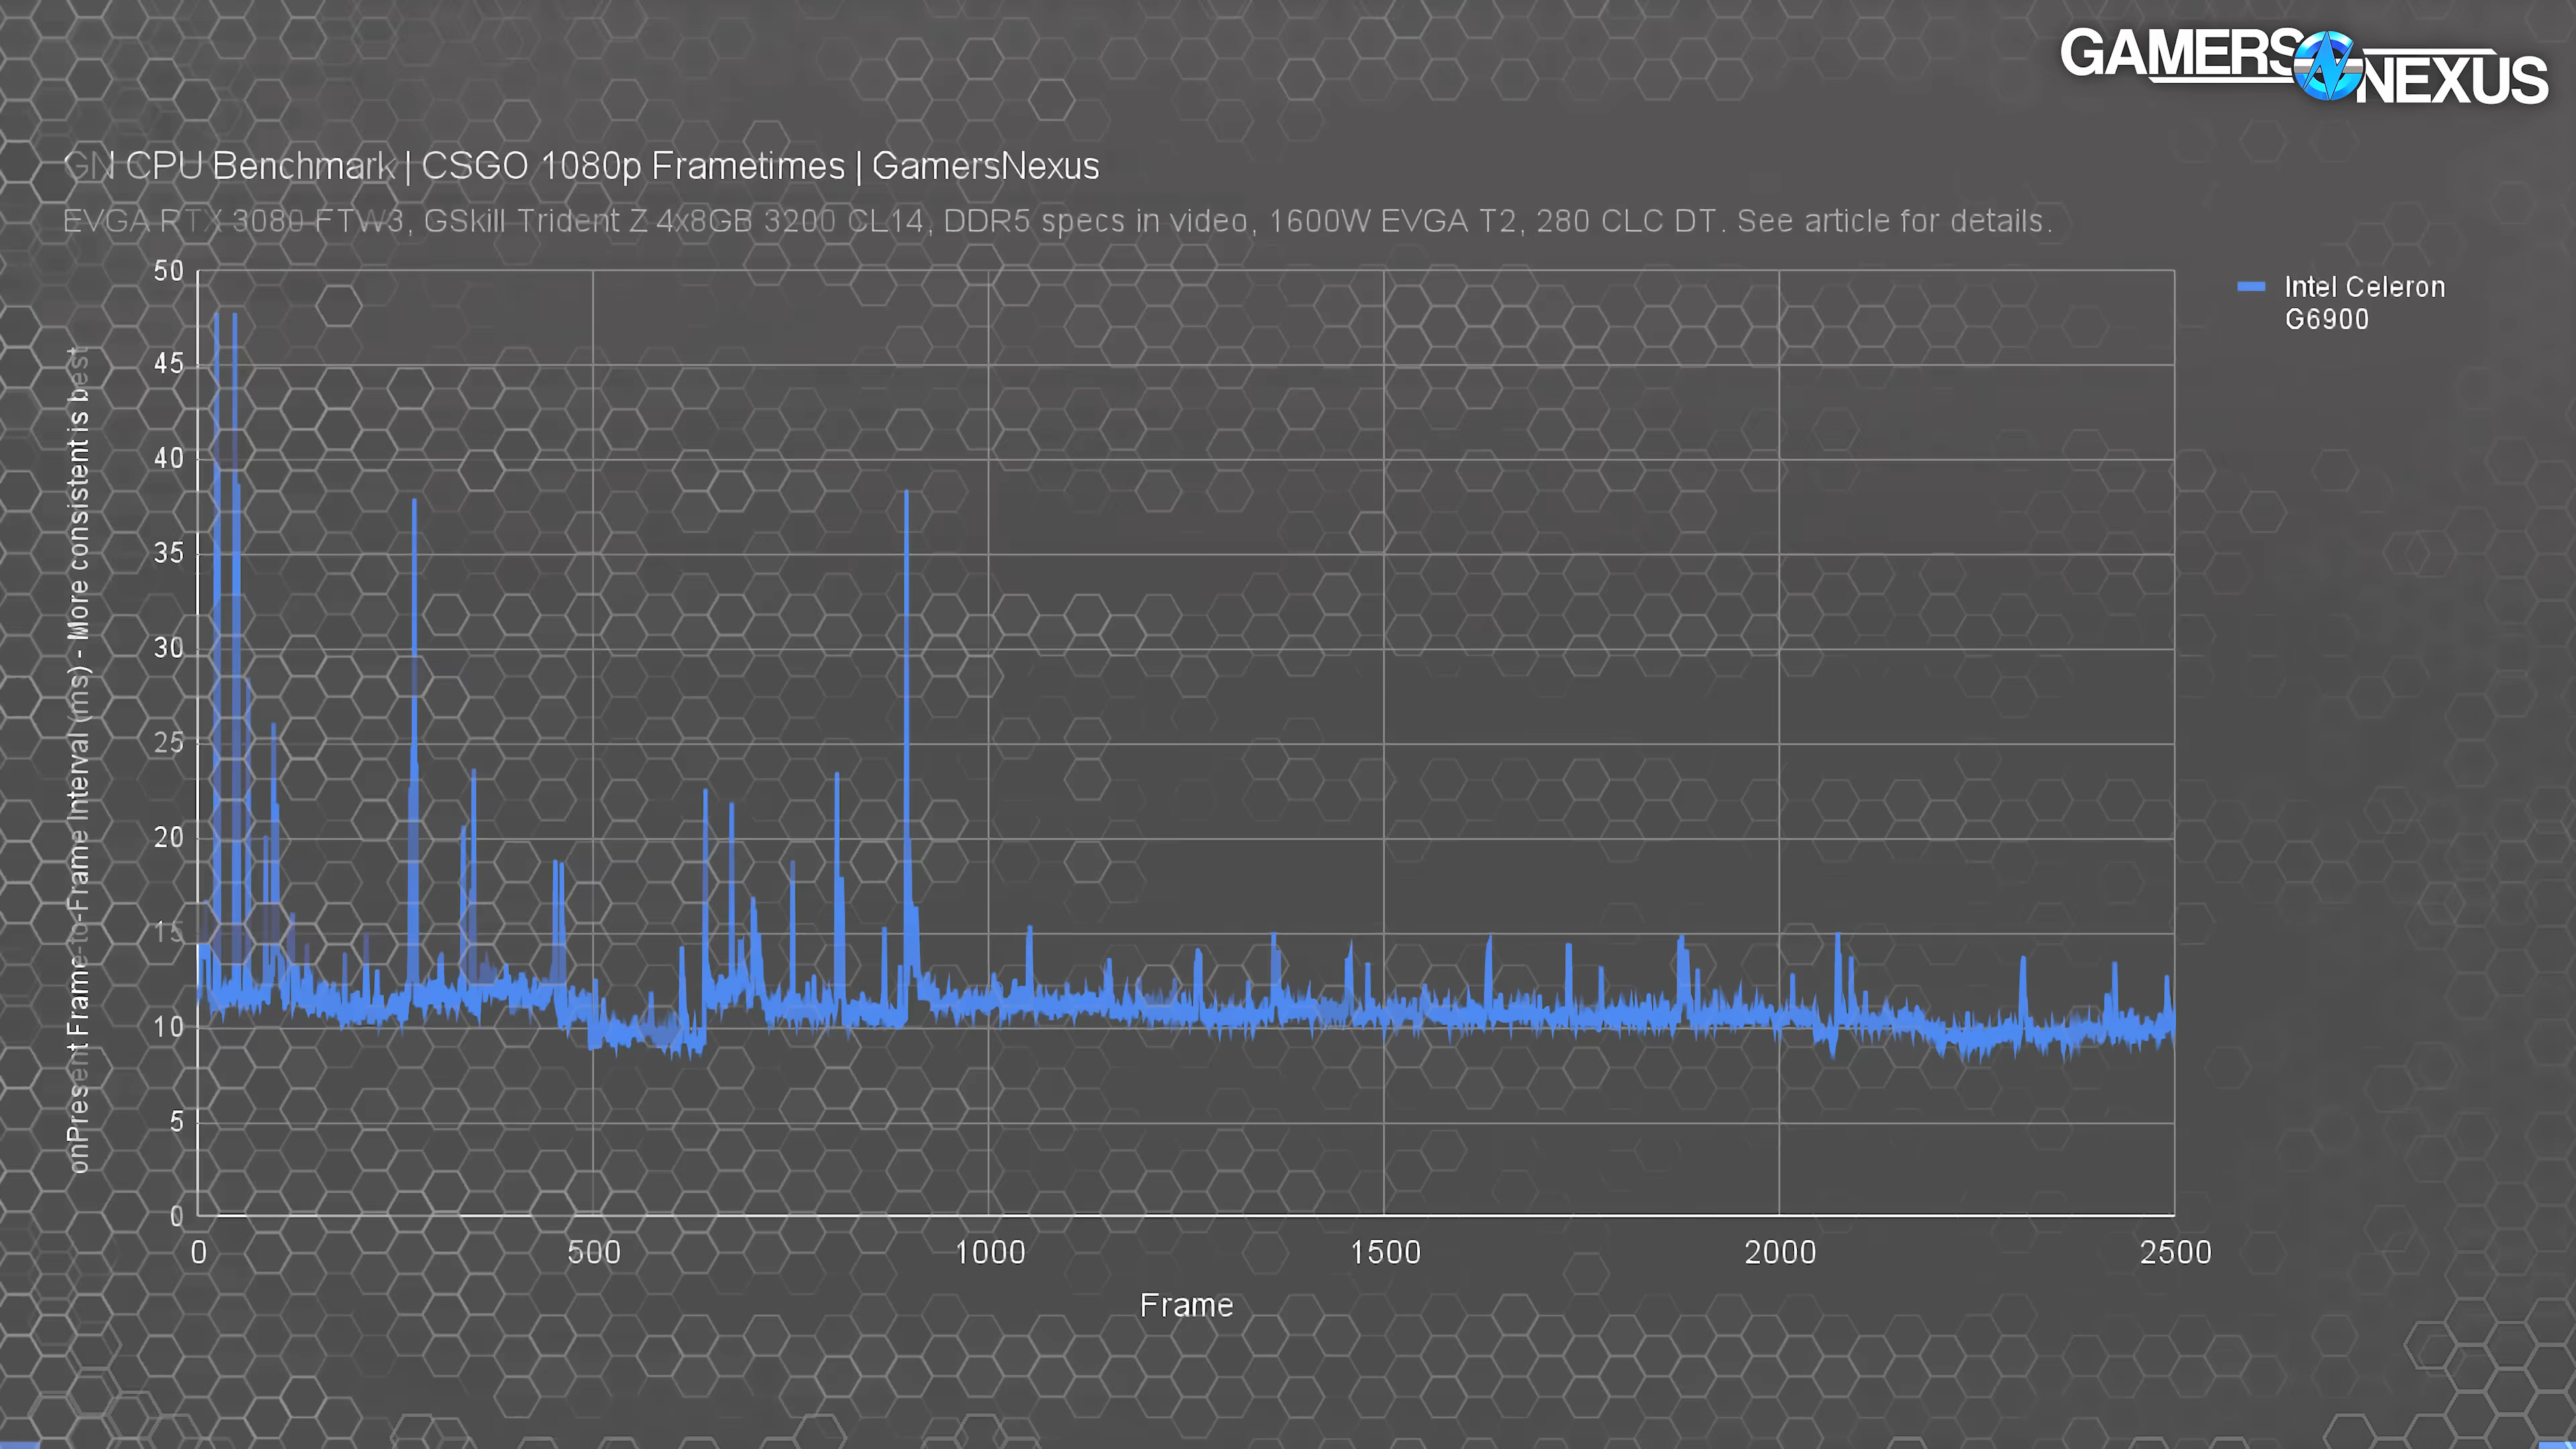 GAMERS NEXUS
GN CPU Benchmark | CSGO 1080p Frametimes | GamersNexus
EVGA RTX 3080 FTW3, GSkill Trident Z 4x8GB 3200 CL14, DDR5 specs in video, 1600W EVGA T2, 280 CLC DT. See article for details.
Intel Celeron
G6900
onPresent Frame-to-Frame Interval (ms) - More consistent is best
50
45
40
35
30
25
20
15
10
5
0
0 500 1000 1500 2000 2500
Frame